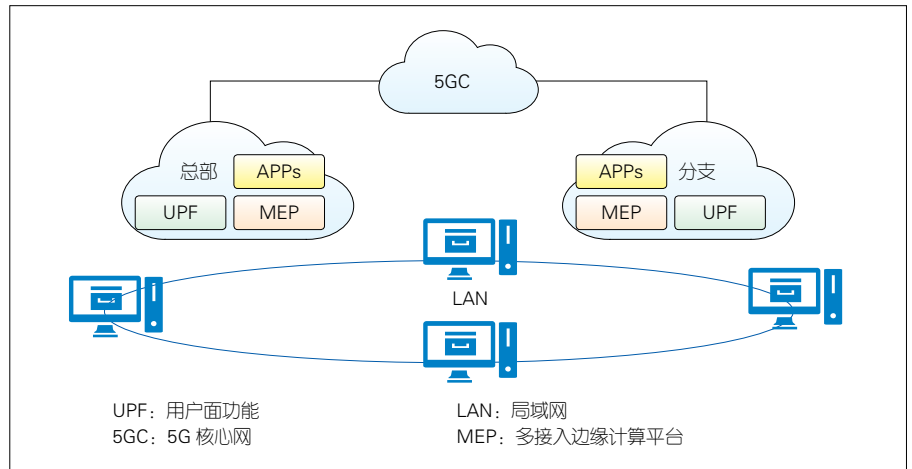 5GC
总部 APPs
UPF MEP
APPs 分支
MEP UPF
LAN
UPF：用户面功能
5GC：5G 核心网
LAN：局域网
MEP：多接入边缘计算平台